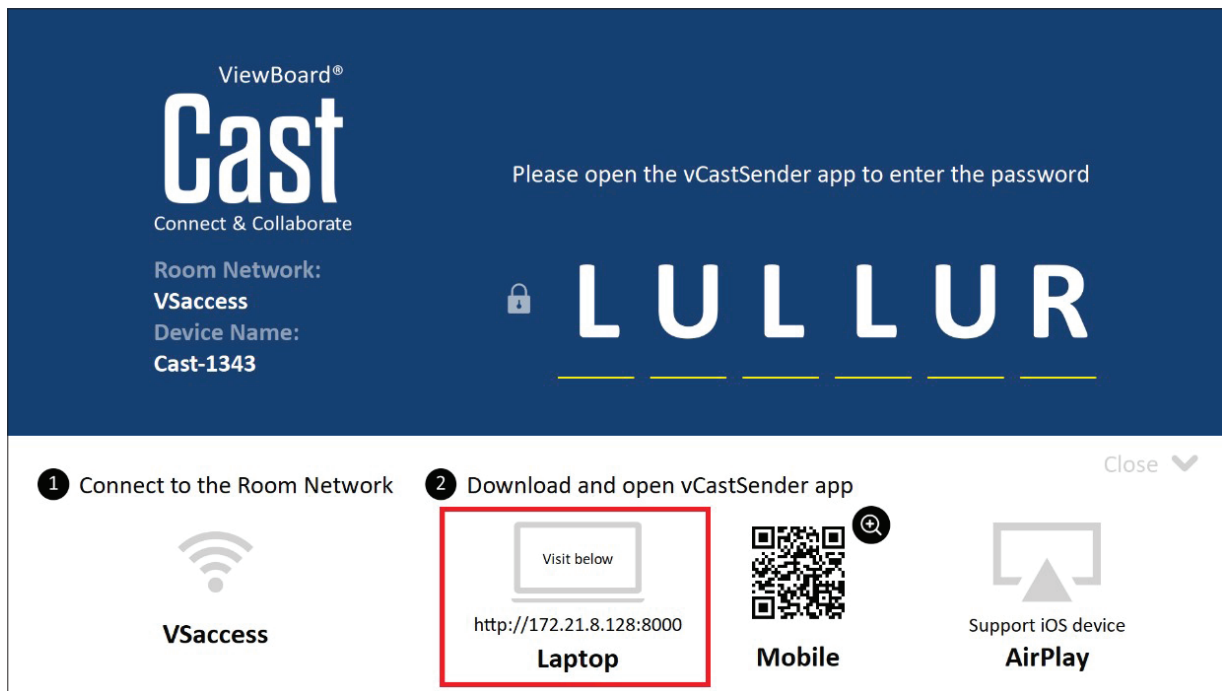 ViewBoard®
Cast
Connect & Collaborate
Room Network:
VSaccess
Device Name:
Cast-1343
Please open the vCastSender app to enter the password
L U L L U R
Close
1 Connect to the Room Network
VSaccess
2 Download and open vCastSender app
Visit below
http://172.21.8.128:8000
Laptop
Mobile
Support iOS device
AirPlay